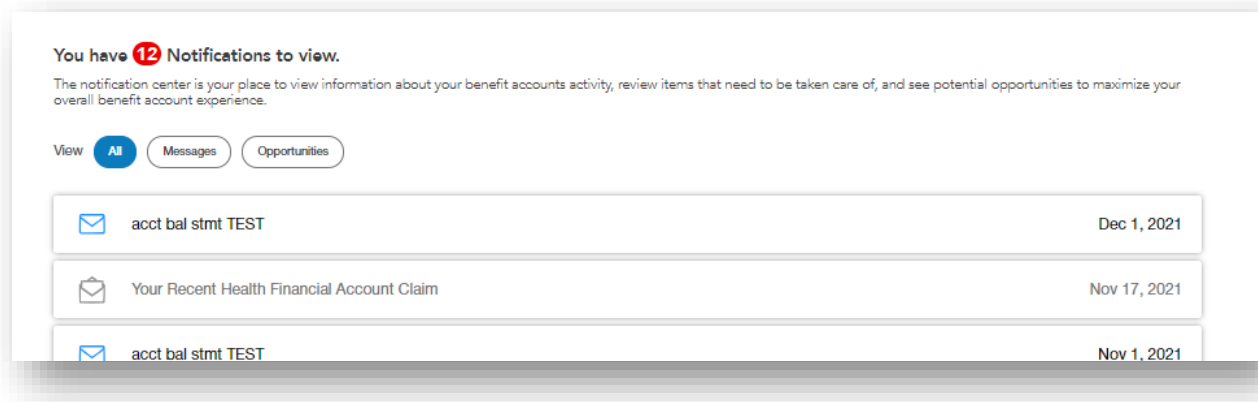 You have 12 Notifications to view.
The notification center is your place to view information about your benefit accounts activity, review items that need to be taken care of, and see potential opportunities to maximize your
overall benefit account experience.
View All Messages Opportunities
acct bal stmt TEST Dec 1, 2021
Your Recent Health Financial Account Claim Nov 17, 2021
acct bal stmt TEST Nov 1, 2021